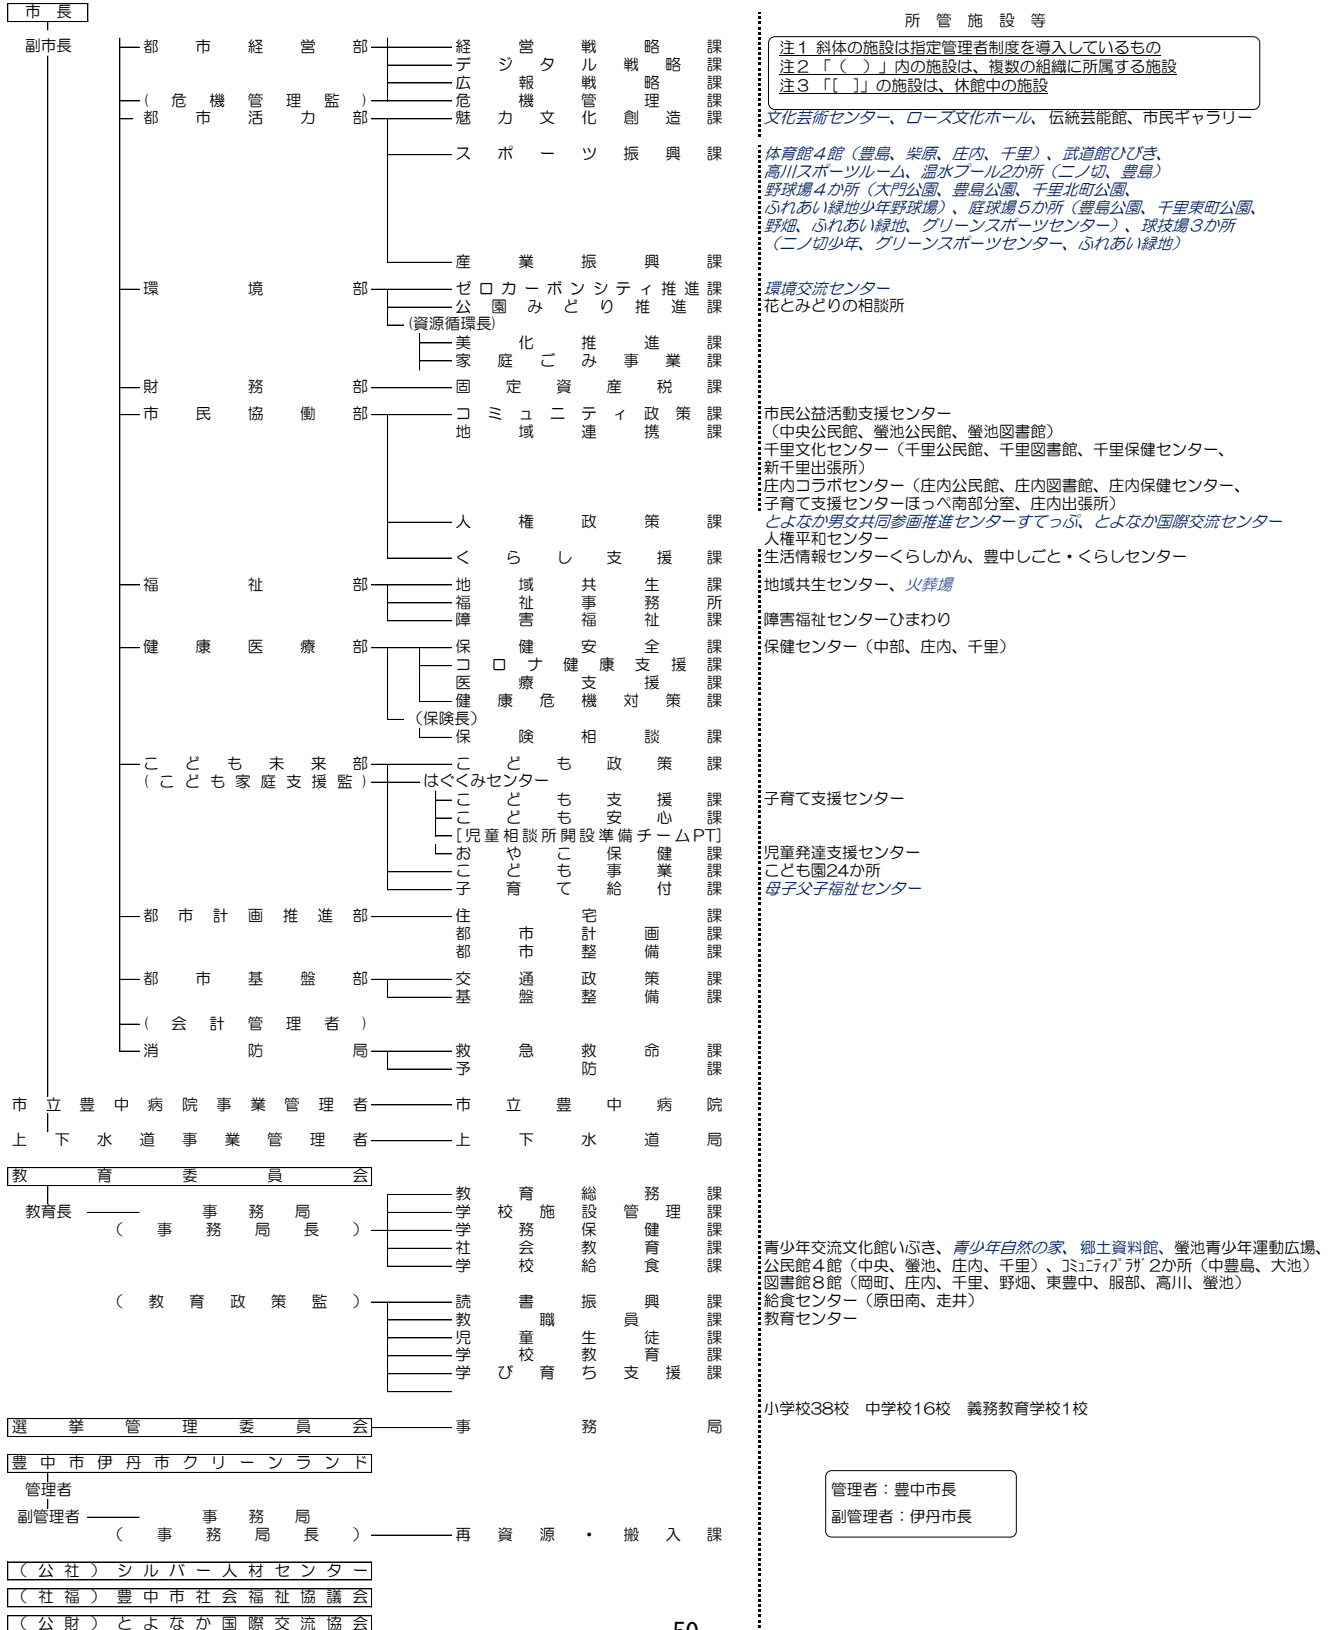 市長
所管施設等
副市長 都市経営部 経営戦略課
デジタル戦略課
広報戦略課
(危機管理監) 危機管理課
注1 斜体の施設は指定管理者制度を導入しているもの
注2 「( )」内の施設は、複数の組織に所属する施設
注3 「[ ]」の施設は、休館中の施設
都市活力部 魅力文化創造課 文化芸術センター、ローズ文化ホール、伝統芸能館、市民ギャラリー
スポーツ振興課 体育館4館（豊島、柴原、庄内、千里）、武道館ひびき、
高川スポーツルーム、温水プール2か所（二ノ切、豊島）
野球場4か所（大門公園、豊島公園、千里北町公園、
ふれあい緑地少年野球場）、庭球場5か所（豊島公園、千里東町公園、
野畑、ふれあい緑地、グリーンスポーツセンター）、球技場3か所
（二ノ切少年、グリーンスポーツセンター、ふれあい緑地）
産業振興課
環境部 ゼロカーボンシティ推進課 環境交流センター
公園みどり推進課 花とみどりの相談所
(資源循環長)
美化推進課
家庭ごみ事業課
財務部 固定資産税課
市民協働部 コミュニティ政策課 市民公益活動支援センター
地域連携課 （中央公民館、螢池公民館、螢池図書館）
千里文化センター（千里公民館、千里図書館、千里保健センター、
新千里出張所）
庄内コラボセンター（庄内公民館、庄内図書館、庄内保健センター、
子育て支援センターほっぺ南部分室、庄内出張所）
人権政策課 とよなか男女共同参画推進センターすてっぷ、とよなか国際交流センター
人権平和センター
くらし支援課 生活情報センターくらしかん、豊中しごと・くらしセンター
福祉部 地域共生課 地域共生センター、火葬場
福祉事務所
障害福祉課 障害福祉センターひまわり
健康医療部 保健安全課 保健センター（中部、庄内、千里）
コロナ健康支援課
医療支援課
健康危機対策課
（保険長）
保険相談課
こども未来部 こども政策課
(こども家庭支援監) はぐくみセンター
こども支援課 子育て支援センター
こども安心課
[児童相談所開設準備チームPT]
おやこ保健課 児童発達支援センター
こども事業課 こども園24か所
子育て給付課 母子父子福祉センター
都市計画推進部 住宅課
都市計画課
都市整備課
都市基盤部 交通政策課
基盤整備課
(会計管理者)
消防局 救急救命課
予防課
市立豊中病院事業管理者 市立豊中病院
上下水道事業管理者 上下水道局
教育委員会
教育総務課
教育長 事務局 学校施設管理課
（事務局長） 学務保健課
社会教育課 青少年交流文化館いぶき、青少年自然の家、郷土資料館、螢池青少年運動広場、
学校給食課 公民館4館（中央、螢池、庄内、千里）、ｺﾐｭﾆﾃｨﾌﾟﾗｻﾞ2か所（中豊島、大池）
図書館8館（岡町、庄内、千里、野畑、東豊中、服部、高川、螢池）
（教育政策監） 読書振興課 給食センター（原田南、走井）
教職員課 教育センター
児童生徒課
学校教育課
学び育ち支援課
小学校38校 中学校16校 義務教育学校1校
選挙管理委員会 事務局
豊中市伊丹市クリーンランド
管理者
管理者：豊中市長
副管理者 事務局
副管理者：伊丹市長
（事務局長） 再資源・搬入課
（公社）シルバー人材センター
（社福）豊中市社会福祉協議会
（公財）とよなか国際交流協会
50